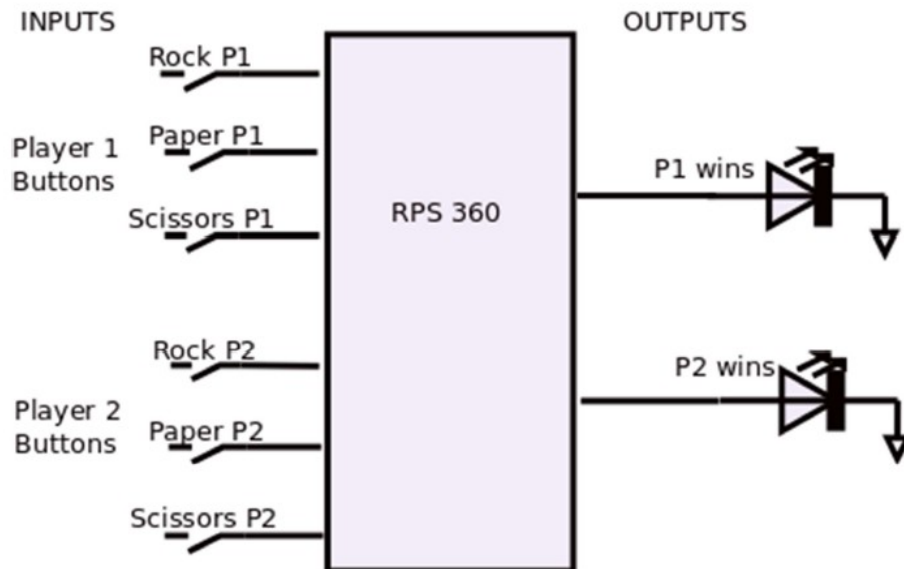 INPUTS
OUTPUTS
Rock P1
Paper P1
Player 1
Buttons
Scissors P1
RPS 360
P1 wins
Rock P2
P2 wins
Player 2
Buttons
Paper P2
Scissors P2